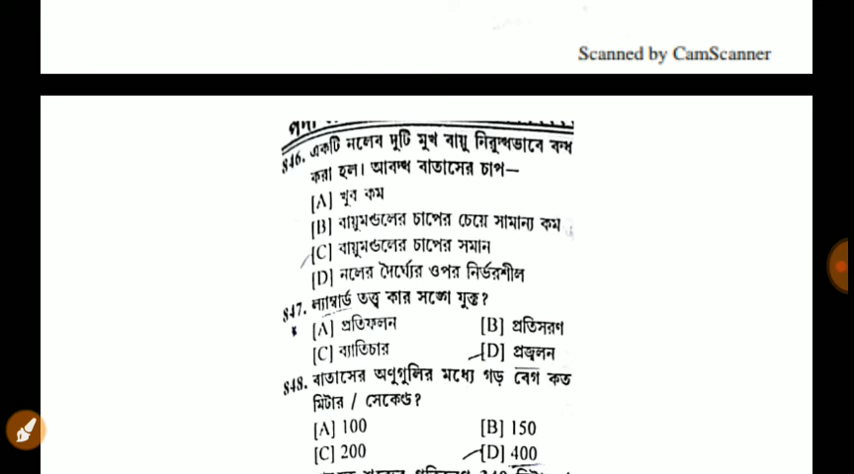 Scanned by CamScanner
846. একটি নলের দুটি মুখ বায়ু নিরুদ্ধভাবে বন্ধ
করা হল। আবদ্ধ বাতাসের চাপ—
[A] খুব কম
[B] বায়ুমণ্ডলের চাপের চেয়ে সামান্য কম
[C] বায়ুমণ্ডলের চাপের সমান
[D] নলের দৈর্ঘ্যের ওপর নির্ভরশীল
847. ল্যাম্বার্ড তত্ত্ব কার সঙ্গে যুক্ত?
[A] প্রতিফলন [B] প্রতিসরণ
[C] ব্যাতিচার [D] প্রজ্বলন
848. বাতাসের অণুগুলির মধ্যে গড় বেগ কত
মিটার / সেকেণ্ড?
[A] 100 [B] 150
[C] 200 [D] 400